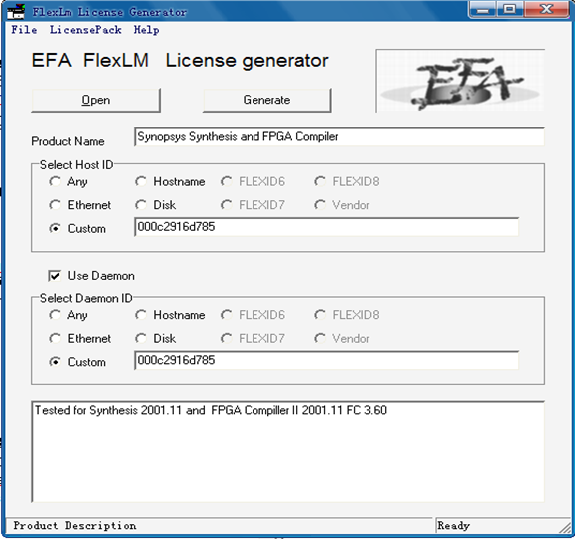 FlexLm License Generator
File LicensePack Help
EFA FlexLM License generator
EFA
Open Generate
Product Name Synopsys Synthesis and FPGA Compiler
Select Host ID
Any Hostname FLEXID6 FLEXID8
Ethernet Disk FLEXID7 Vendor
Custom 000c2916d785
Use Daemon
Select Daemon ID
Any Hostname FLEXID6 FLEXID8
Ethernet Disk FLEXID7 Vendor
Custom 000c2916d785
Tested for Synthesis 2001.11 and FPGA Compiller II 2001.11 FC 3.60
Product Description Ready